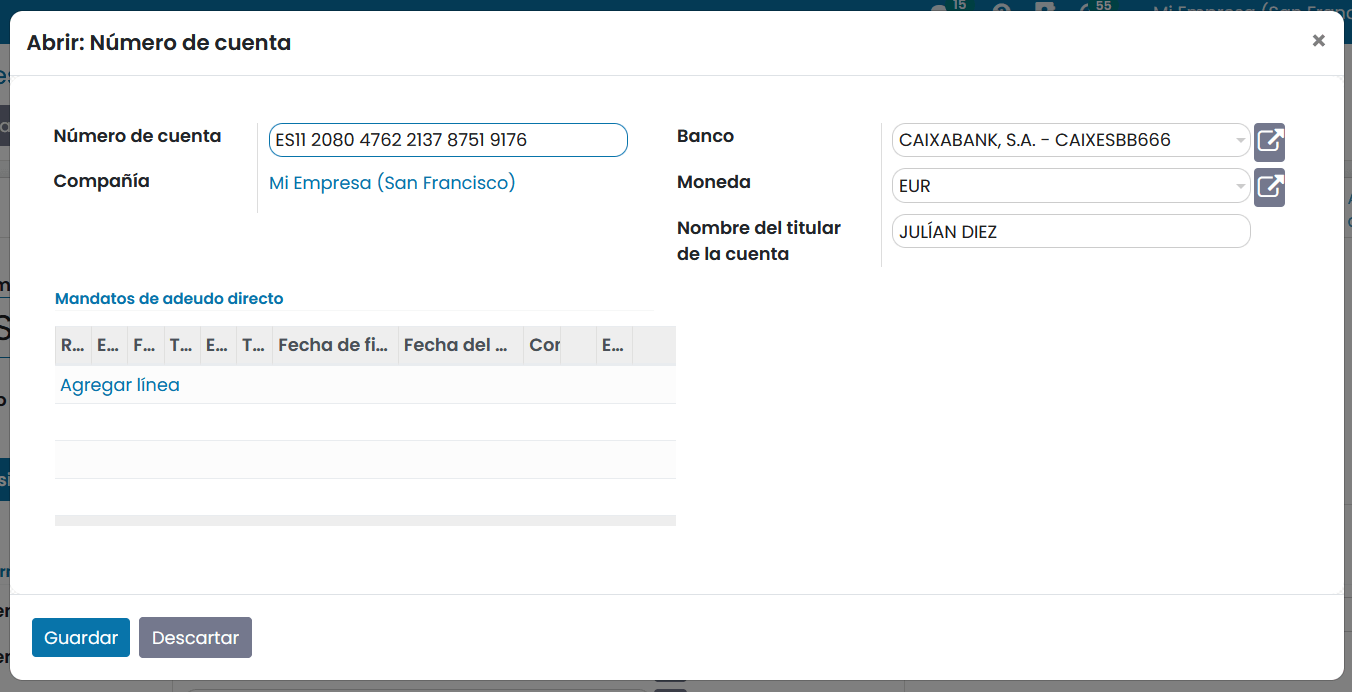 15
55
Abrir: Número de cuenta
×
Número de cuenta
ES11 2080 4762 2137 8751 9176
Compañía
Mi Empresa (San Francisco)
Banco
CAIXABANK, S.A. - CAIXESBB666
Moneda
EUR
Nombre del titular
de la cuenta
JULÍAN DIEZ
Mandatos de adeudo directo
R... E... F... T... E... T... Fecha de fi... Fecha del ... Cor E...
Agregar línea
Guardar
Descartar